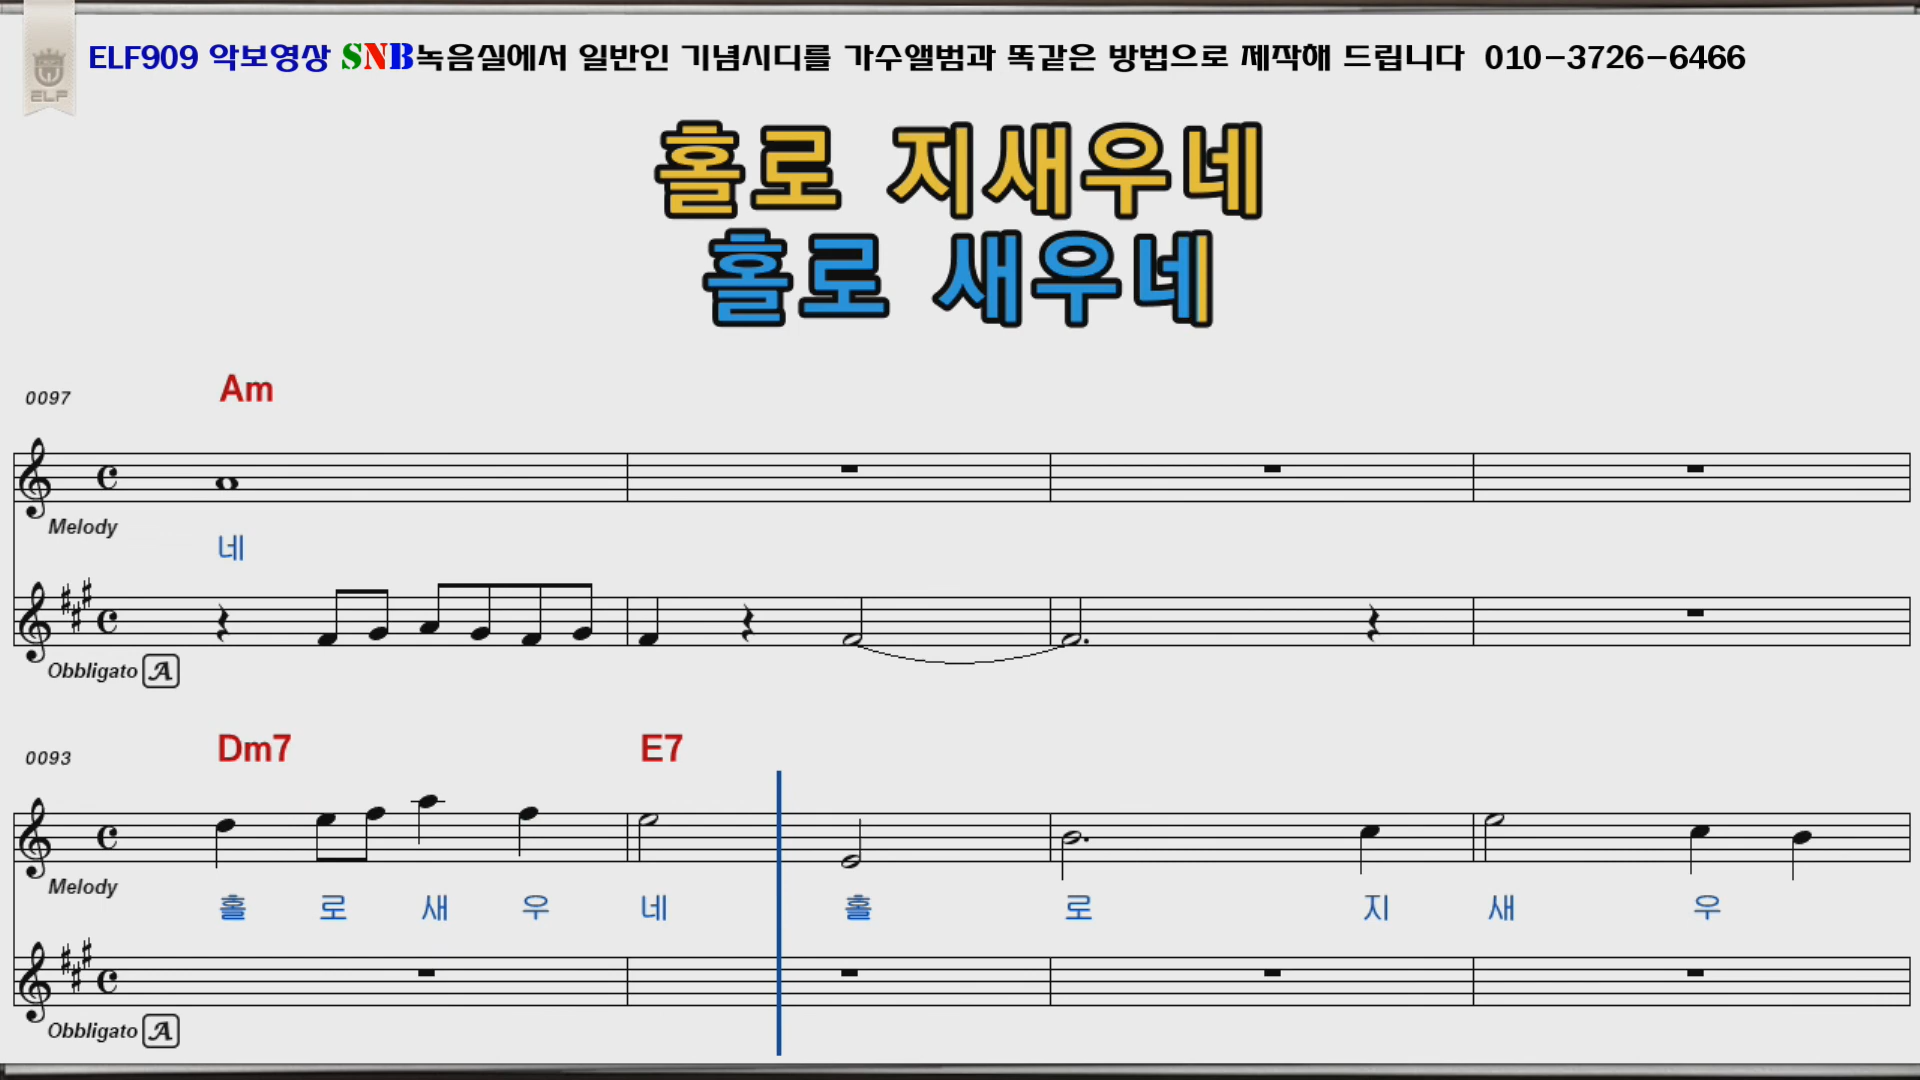 ELF909 악보영상 SNB녹음실에서 일반인 기념시디를 가수앨범과 똑같은 방법으로 제작해 드립니다 010-3726-6466
ELF
홀로 지새우네
홀로 새우네
0097 Am
Melody
네
Obbligato A
0093 Dm7 E7
Melody
홀 로 새 우 네 홀 로 지 새 우
Obbligato A